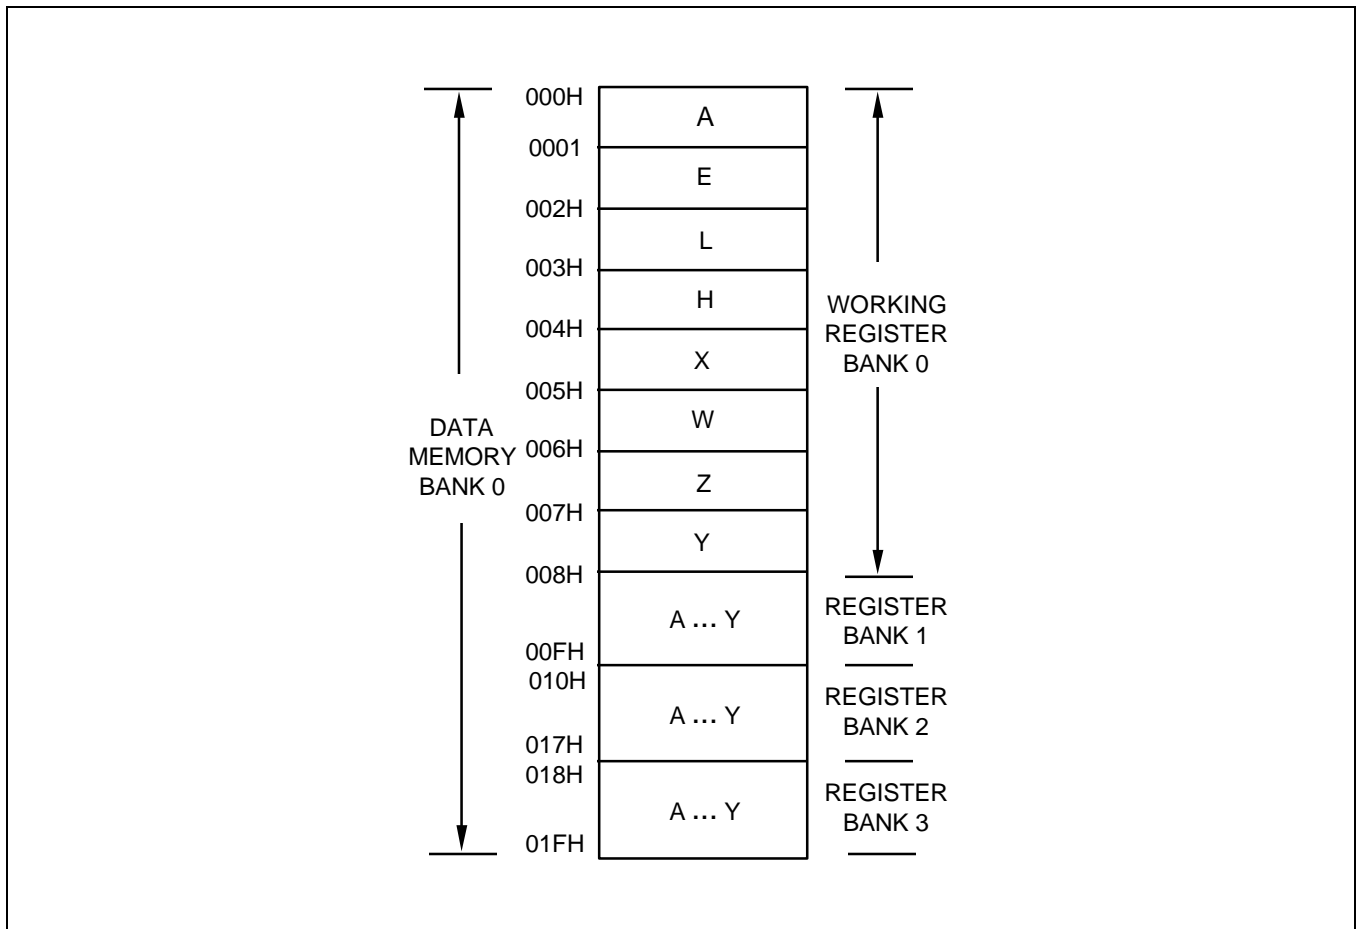 000H
A
0001
E
002H
L
003H
H
004H
X
005H
W
006H
Z
007H
Y
008H
A ... Y
00FH
010H
A ... Y
017H
018H
A ... Y
01FH
DATA
MEMORY
BANK 0
WORKING
REGISTER
BANK 0
REGISTER
BANK 1
REGISTER
BANK 2
REGISTER
BANK 3